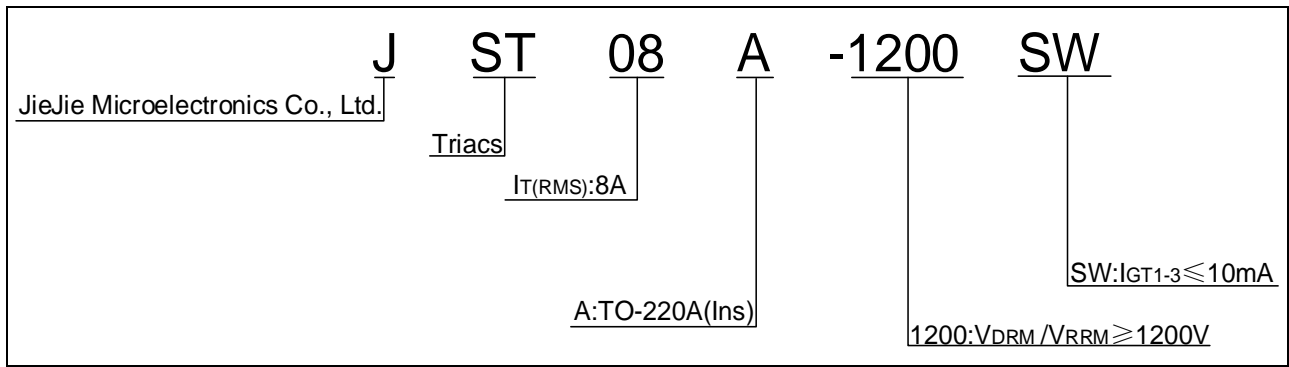 J ST 08 A -1200 SW
JieJie Microelectronics Co., Ltd.
Triacs
IT(RMS):8A
SW:IGT1-3≤10mA
A:TO-220A(Ins)
1200:VDRM /VRRM≥1200V